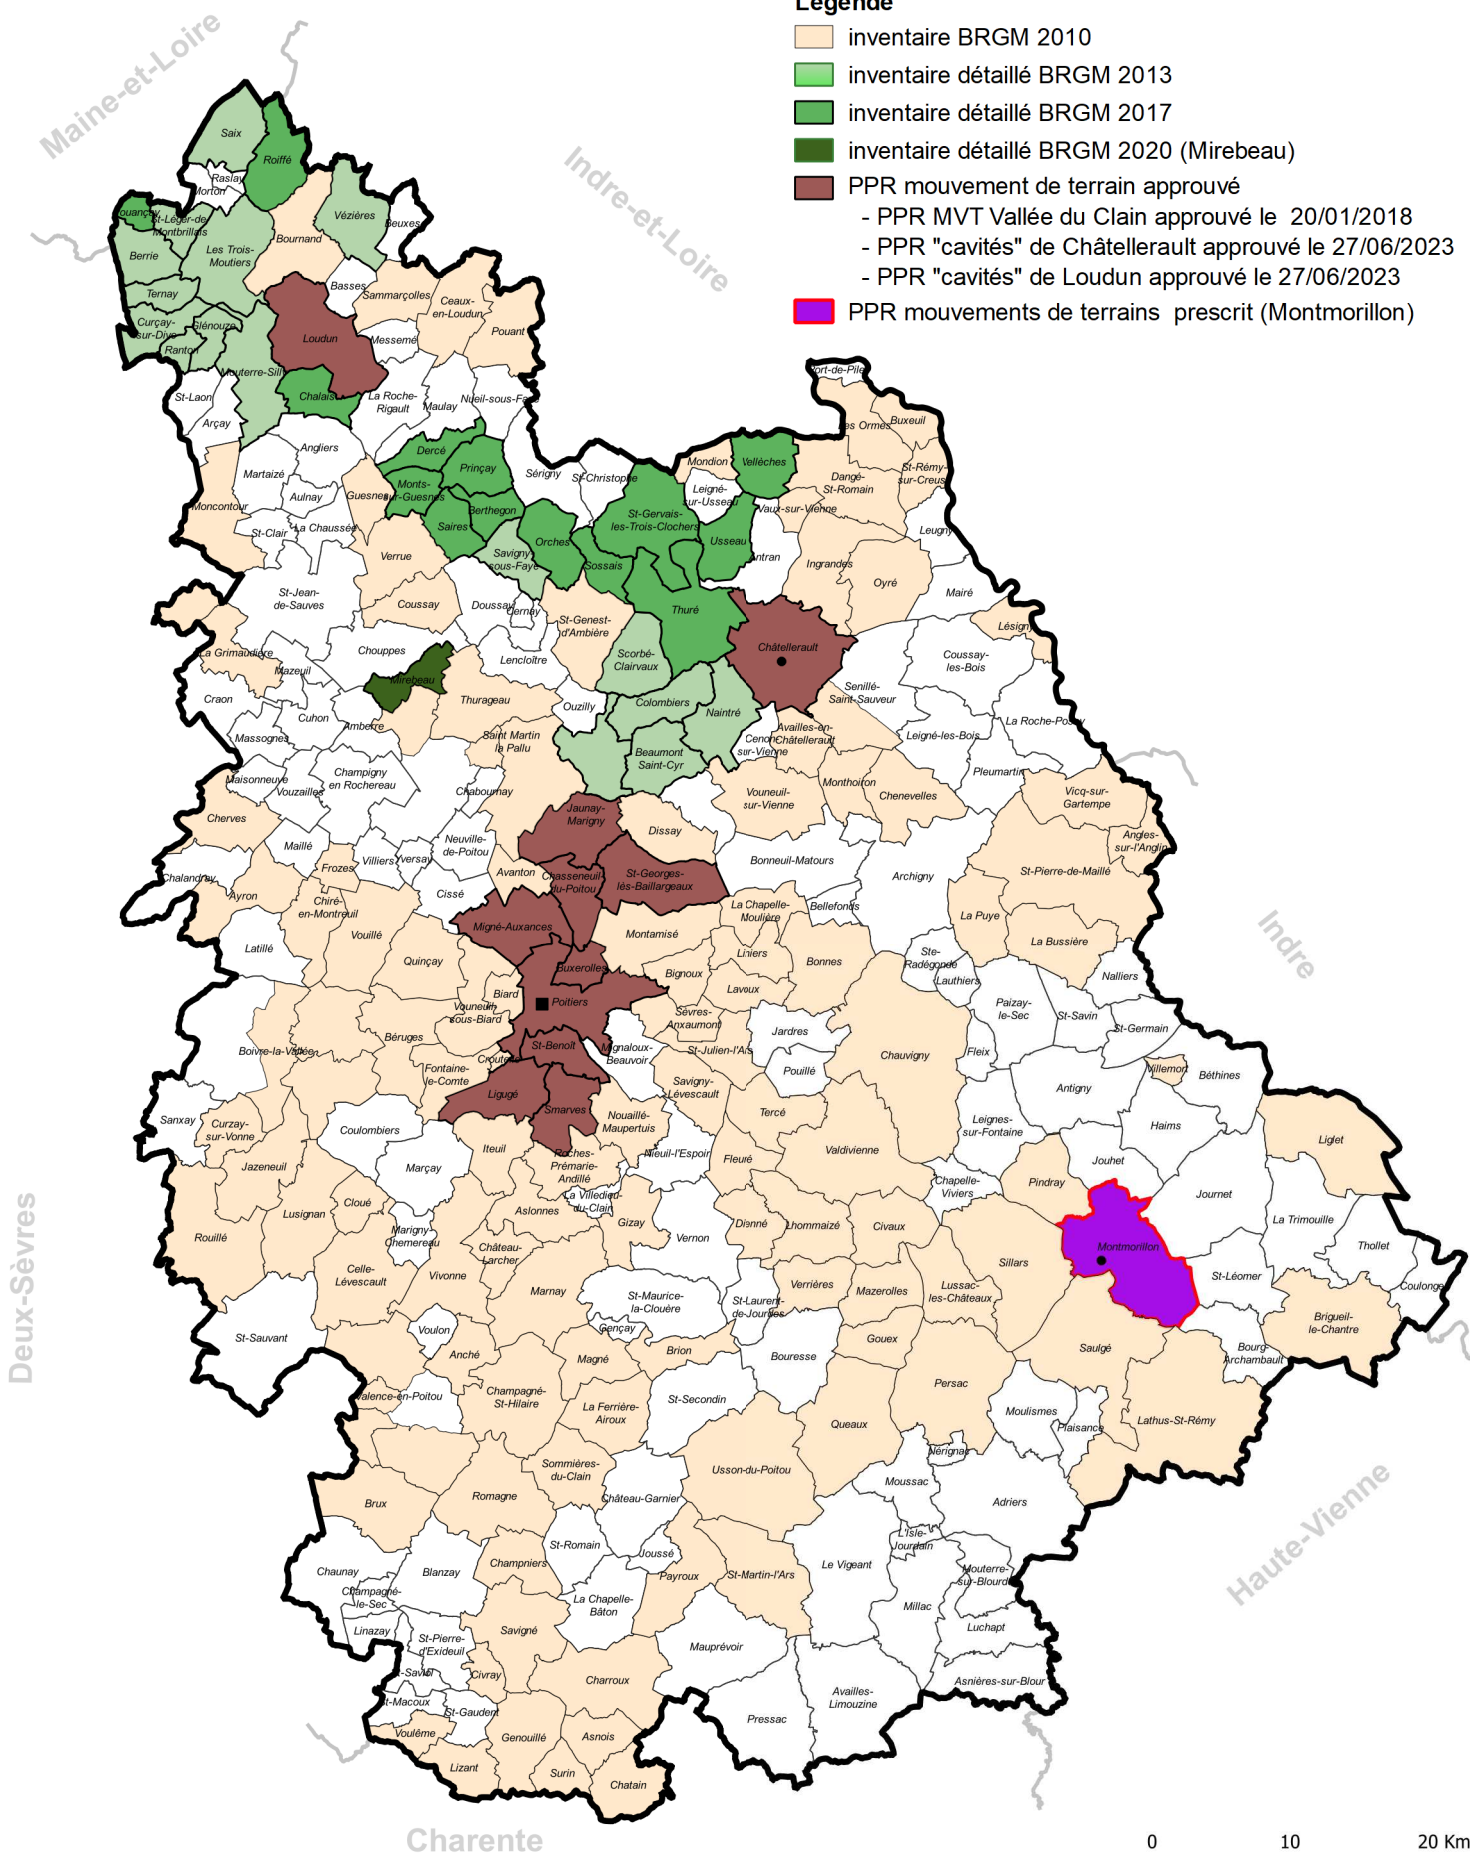 Légende
inventaire BRGM 2010
inventaire détaillé BRGM 2013
inventaire détaillé BRGM 2017
inventaire détaillé BRGM 2020 (Mirebeau)
PPR mouvement de terrain approuvé
- PPR MVT Vallée du Clain approuvé le 20/01/2018
- PPR "cavités" de Châtellerault approuvé le 27/06/2023
- PPR "cavités" de Loudun approuvé le 27/06/2023
PPR mouvements de terrains prescrit (Montmorillon)
Maine-et-Loire
Indre-et-Loire
Indre
Haute-Vienne
Charente
Deux-Sèvres
Saix
Roiffé
Raslay
Morton
St-Léger-de-
Montbrillais
Vézières
Beuxes
Bournand
Les Trois-
Moutiers
Berrie
Basses
Sammarçolles
Ceaux-
en-Loudun
Ternay
Curçay-
sur-Dive
Glénouze
Ranton
Loudun
Messemé
Pouant
Mouterre-Silly
St-Laon
Chalais
La Roche-
Rigault
Maulay
Nueil-sous-Faye
Arçay
Port-de-Piles
Les Ormes
Buxeuil
Angliers
Dercé
Prinçay
Martaizé
Aulnay
Guesnes
Monts-
sur-Guesnes
Sérigny
St-Christophe
Mondion
Vellèches
Leigné-
sur-Usseau
Dangé-
St-Romain
St-Rémy-
sur-Creuse
Moncontour
St-Clair
La Chaussée
Saires
Berthegon
Orches
St-Gervais-
les-Trois-Clochers
Vaux-sur-Vienne
Leugny
Verrue
Savigny-
sous-Faye
Sossais
Usseau
Antran
Ingrandes
Oyré
Mairé
St-Jean-
de-Sauves
Coussay
Doussay
Cernay
St-Genest-
d'Ambière
Thuré
Lésigny
La Grimaudière
Mazeuil
Chouppes
Mirebeau
Lencloître
Scorbé-
Clairvaux
Châtellerault
Coussay-
les-Bois
Craon
Cuhon
Amberre
Thurageau
Ouzilly
Colombiers
Naintré
Senillé-
Saint-Sauveur
La Roche-Posay
Massognes
Saint Martin
la Pallu
Beaumont
Saint-Cyr
Cenon-
sur-Vienne
Availles-en-
Châtellerault
Leigné-les-Bois
Pleumartin
Maisonneuve
Vouzailles
Champigny
en Rochereau
Chabournay
Vouneuil-
sur-Vienne
Monthoiron
Chenevelles
Vicq-sur-
Gartempe
Cherves
Jaunay-
Marigny
Dissay
Angles-
sur-l'Anglin
Maillé
Frozes
Villiers
Yversay
Neuville-
de-Poitou
Avanton
Chasseneuil-
du-Poitou
St-Georges-
lès-Baillargeaux
Bonneuil-Matours
Archigny
St-Pierre-de-Maillé
Chalandray
Ayron
Chiré-
en-Montreuil
Cissé
Migné-Auxances
Montamisé
La Chapelle-
Moulière
Bellefonds
La Puye
La Bussière
Latillé
Vouillé
Quinçay
Buxerolles
Bignoux
Liniers
Bonnes
Ste-
Radégonde
Lauthiers
Nalliers
Lavoux
Biard
Vouneuil-
sous-Biard
Poitiers
Sèvres-
Anxaumont
Jardres
Paizay-
le-Sec
St-Savin
St-Germain
Boivre-la-Vallée
Béruges
Croutelle
St-Benoît
Mignaloux-
Beauvoir
St-Julien-l'Ars
Pouillé
Chauvigny
Fleix
Villemort
Béthines
Fontaine-
le-Comte
Ligugé
Smarves
Savigny-
Lévescault
Antigny
Sanxay
Curzay-
sur-Vonne
Coulombiers
Nouaillé-
Maupertuis
Tercé
Leignes-
sur-Fontaine
Haims
Liglet
Jazeneuil
Marçay
Iteuil
Roches-
Prémarie-
Andillé
Nieuil-l'Espoir
Fleuré
Valdivienne
Chapelle-
Viviers
Jouhet
Pindray
Journet
Cloué
Lusignan
La Villedieu-
du-Clain
Aslonnes
Gizay
Vernon
Dienné
Lhommaizé
Civaux
La Trimouille
Thollet
Rouillé
Marigny-
Chemereau
Château-
Larcher
Sillars
Montmorillon
Celle-
Lévescault
Vivonne
Marnay
St-Maurice-
la-Clouère
St-Laurent-
de-Jourdes
Verrières
Mazerolles
Lussac-
les-Châteaux
St-Léomer
Coulonges
St-Sauvant
Voulon
Gençay
Brigueil-
le-Chantre
Anché
Magné
Brion
Bouresse
Gouex
Saulgé
Bourg-
Archambault
Valence-en-Poitou
Champagné-
St-Hilaire
La Ferrière-
Airoux
St-Secondin
Persac
Queaux
Moulismes
Plaisance
Lathus-St-Rémy
Sommières-
du-Clain
Usson-du-Poitou
Nérignac
Moussac
Brux
Romagne
Château-Garnier
Adriers
St-Romain
Joussé
L'Isle-
Jourdain
Chaunay
Blanzay
Champniers
Payroux
St-Martin-l'Ars
Le Vigeant
Mouterre-
sur-Blourde
Champagné-
le-Sec
La Chapelle-
Bâton
Millac
Linazay
St-Pierre-
d'Exideuil
Savigné
Mauprévoir
Luchapt
Civray
Charroux
Availles-
Limouzine
Asnières-sur-Blour
St-Macoux
St-Gaudent
Pressac
Voulême
Genouillé
Asnois
Lizant
Surin
Chatain
0 10 20 Km